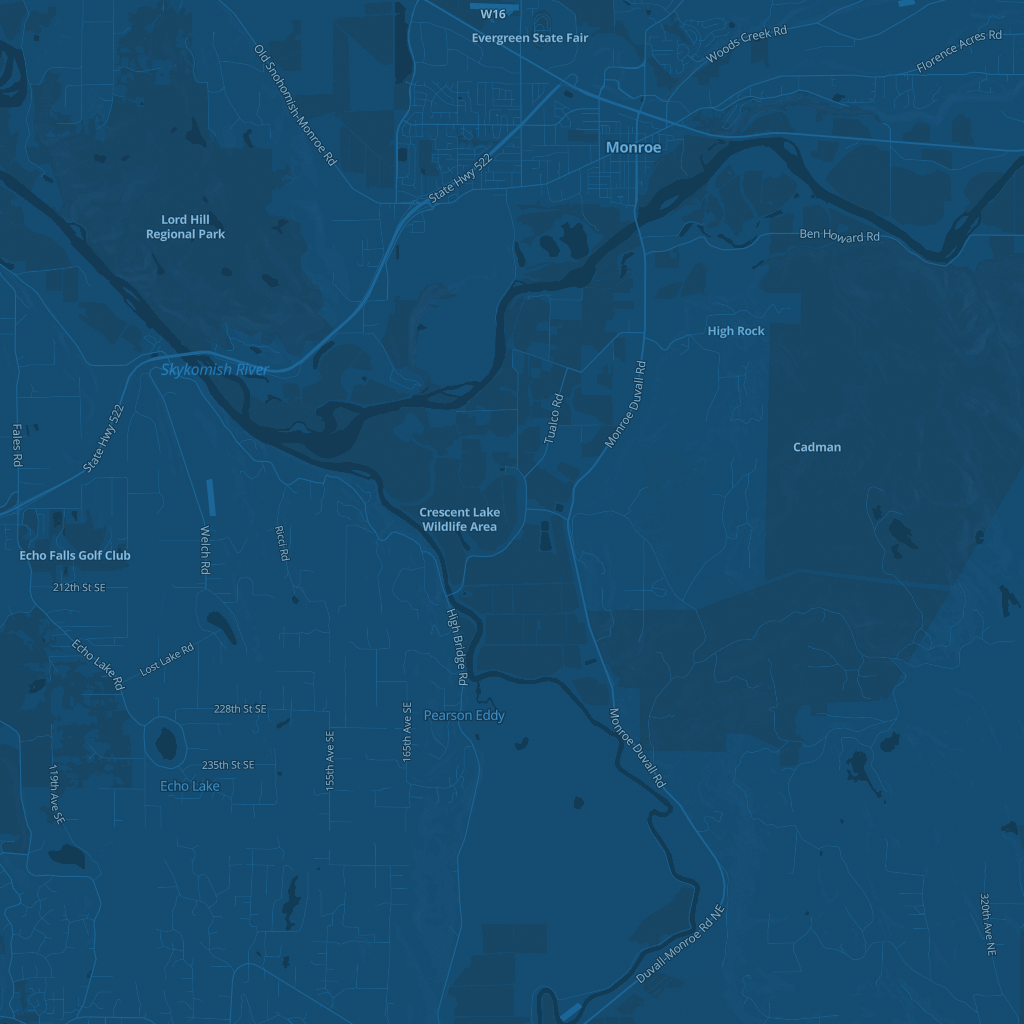 W16
Evergreen State Fair
Woods Creek Rd
Florence Acres Rd
Old Snohomish-Monroe Rd
Monroe
State Hwy 522
Lord Hill
Regional Park
Ben Howard Rd
High Rock
Skykomish River
Monroe Duvall Rd
Tualco Rd
State Hwy 522
Fales Rd
Cadman
Crescent Lake
Wildlife Area
Welch Rd
Ricci Rd
Echo Falls Golf Club
212th St SE
High Bridge Rd
Echo Lake Rd
Lost Lake Rd
228th St SE
165th Ave SE
Pearson Eddy
Monroe Duvall Rd
155th Ave SE
235th St SE
Echo Lake
119th Ave SE
320th Ave NE
Duvall-Monroe Rd NE